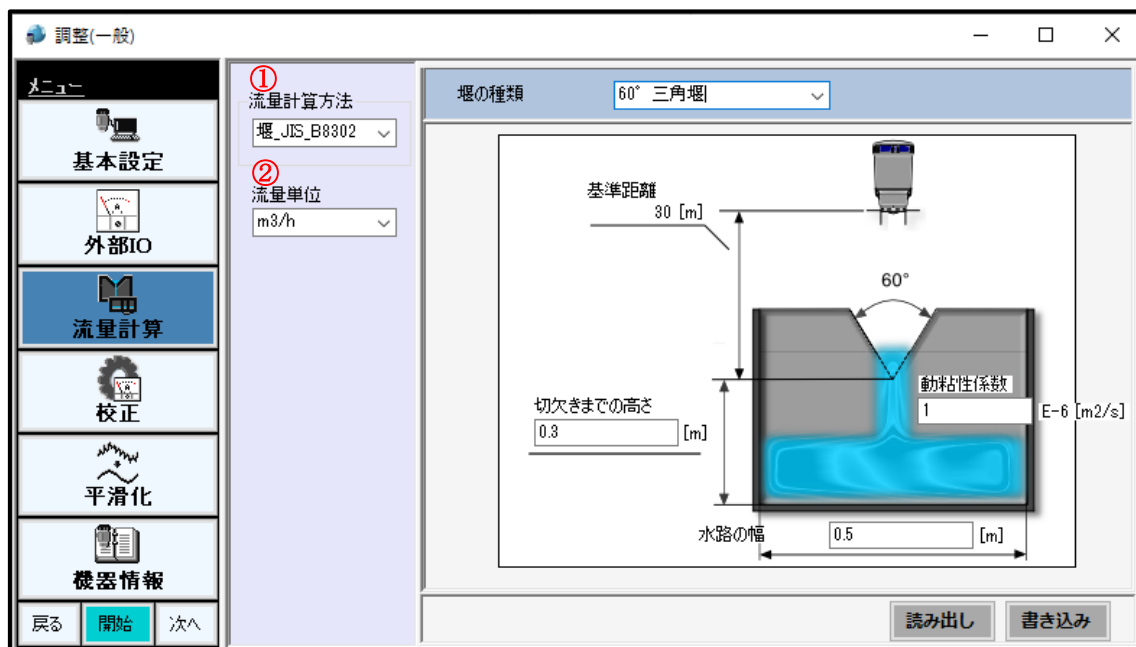 調整(一般)
メニュー
基本設定
外部IO
流量計算
校正
平滑化
機器情報
戻る
開始
次へ
①
流量計算方法
堰_JIS_B8302
②
流量単位
m3/h
堰の種類
60° 三角堰
基準距離
30 [m]
60°
動粘性係数
1 E-6 [m2/s]
切欠きまでの高さ
0.3 [m]
水路の幅 0.5 [m]
読み出し
書き込み